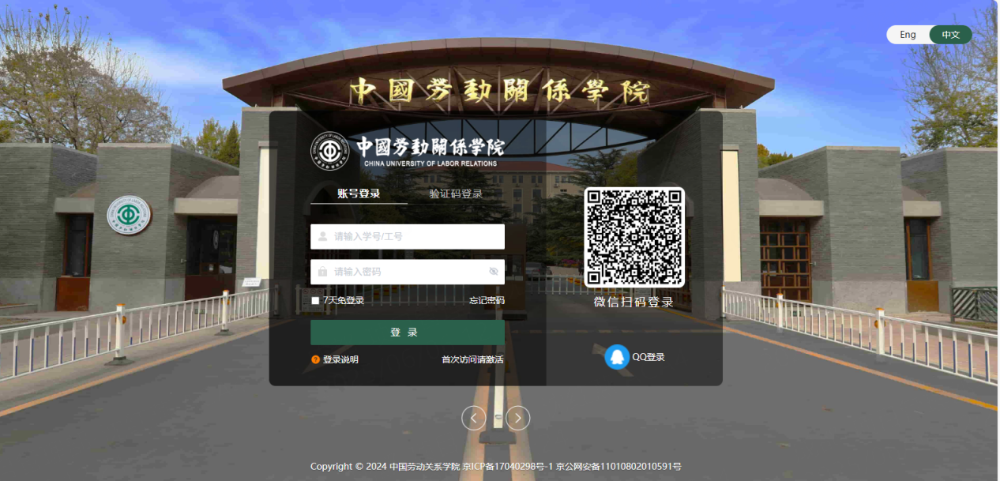 Eng
中文
中國勞動關係學院
中國勞動關係学院
CHINA UNIVERSITY OF LABOR RELATIONS
账号登录
验证码登录
请输入学号/工号
请输入密码
7天免登录
忘记密码
登 录
登录说明
首次访问请激活
微信扫码登录
QQ登录
Copyright © 2024 中国劳动关系学院 京ICP备17040298号-1 京公网安备11010802010591号